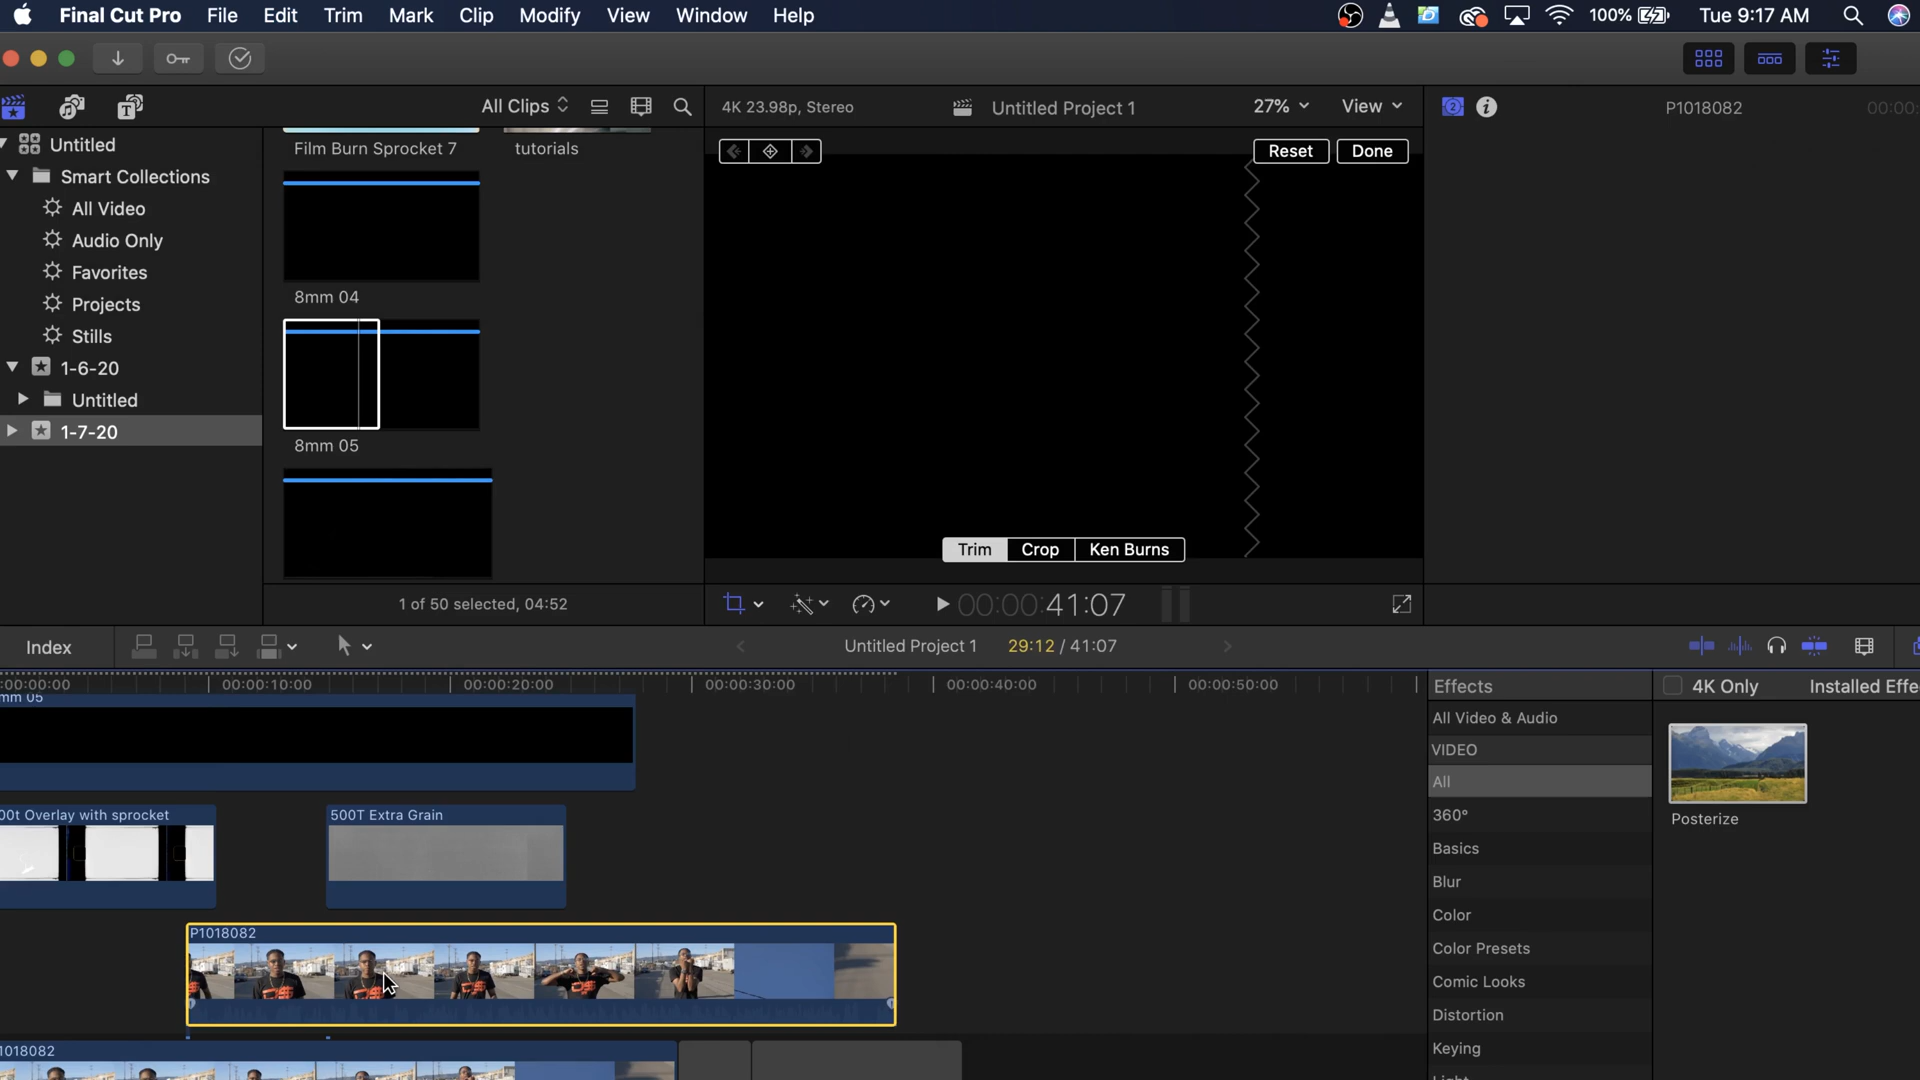 Final Cut Pro File Edit Trim Mark Clip Modify View Window Help 100% Tue 9:17 AM
All Clips 4K 23.98p, Stereo Untitled Project 1 27% View P1018082 00:00:
Untitled
Smart Collections
All Video
Audio Only
Favorites
Projects
Stills
1-6-20
Untitled
1-7-20
Film Burn Sprocket 7 tutorials
8mm 04
8mm 05
1 of 50 selected, 04:52
Reset Done
Trim Crop Ken Burns
00:00:41:07
Index Untitled Project 1 29:12 / 41:07
:00:00:00 00:00:10:00 00:00:20:00 00:00:30:00 00:00:40:00 00:00:50:00
mm 05
00t Overlay with sprocket 500T Extra Grain
P1018082
1018082
Effects 4K Only Installed Effe
All Video & Audio
VIDEO
All
360°
Basics
Blur
Color
Color Presets
Comic Looks
Distortion
Keying
Posterize